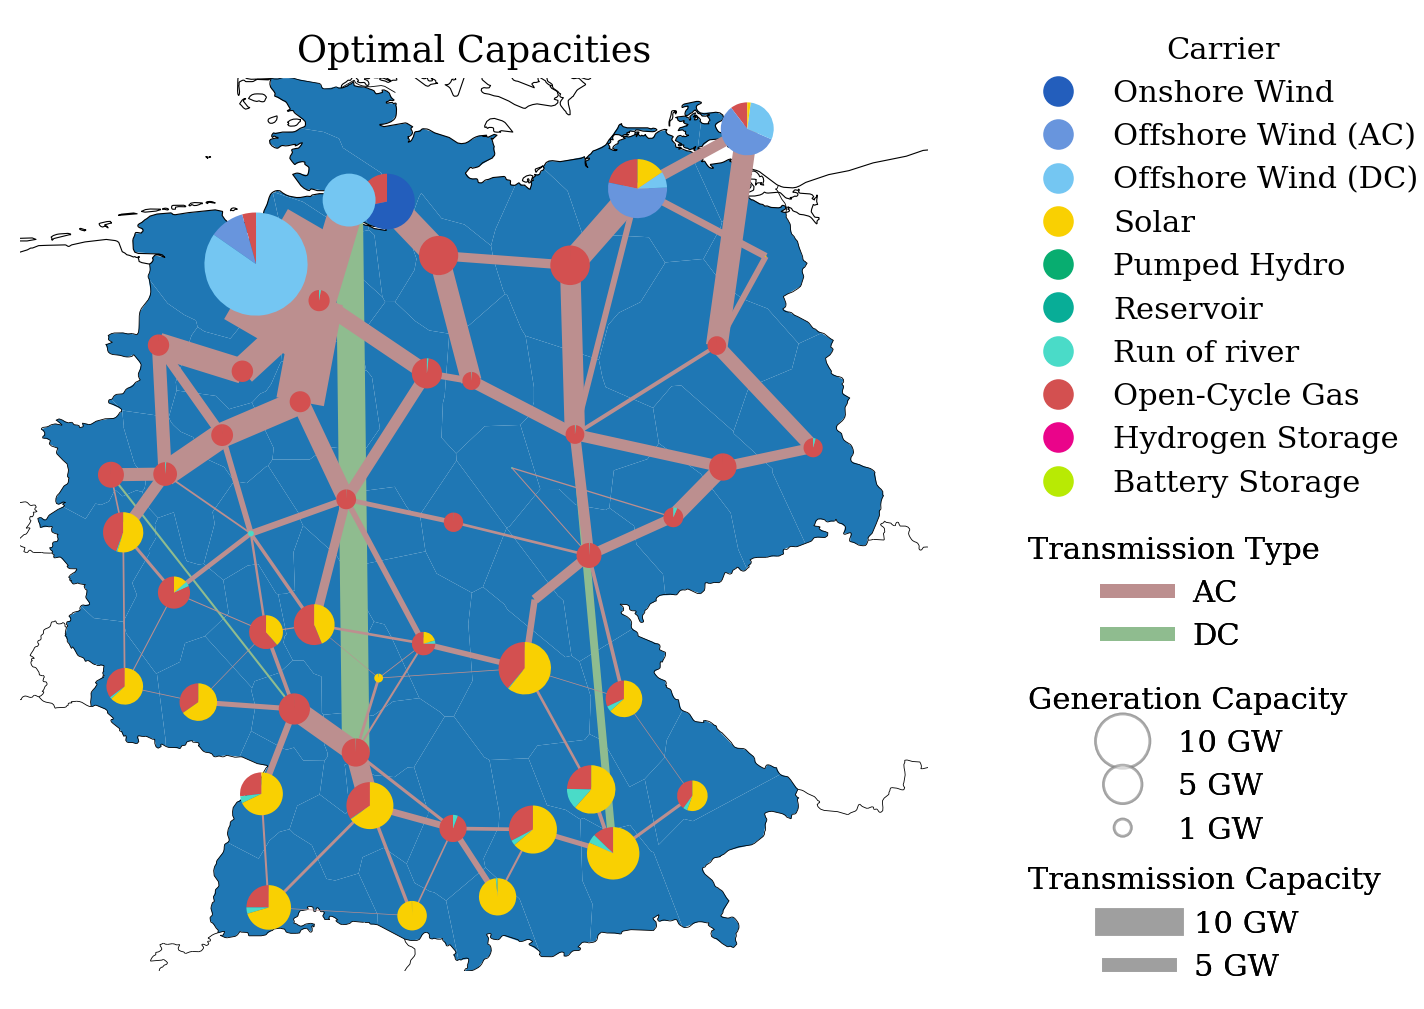 Optimal Capacities
Carrier
Onshore Wind
Offshore Wind (AC)
Offshore Wind (DC)
Solar
Pumped Hydro
Reservoir
Run of river
Open-Cycle Gas
Hydrogen Storage
Battery Storage
Transmission Type
AC
DC
Generation Capacity
10 GW
5 GW
1 GW
Transmission Capacity
10 GW
5 GW